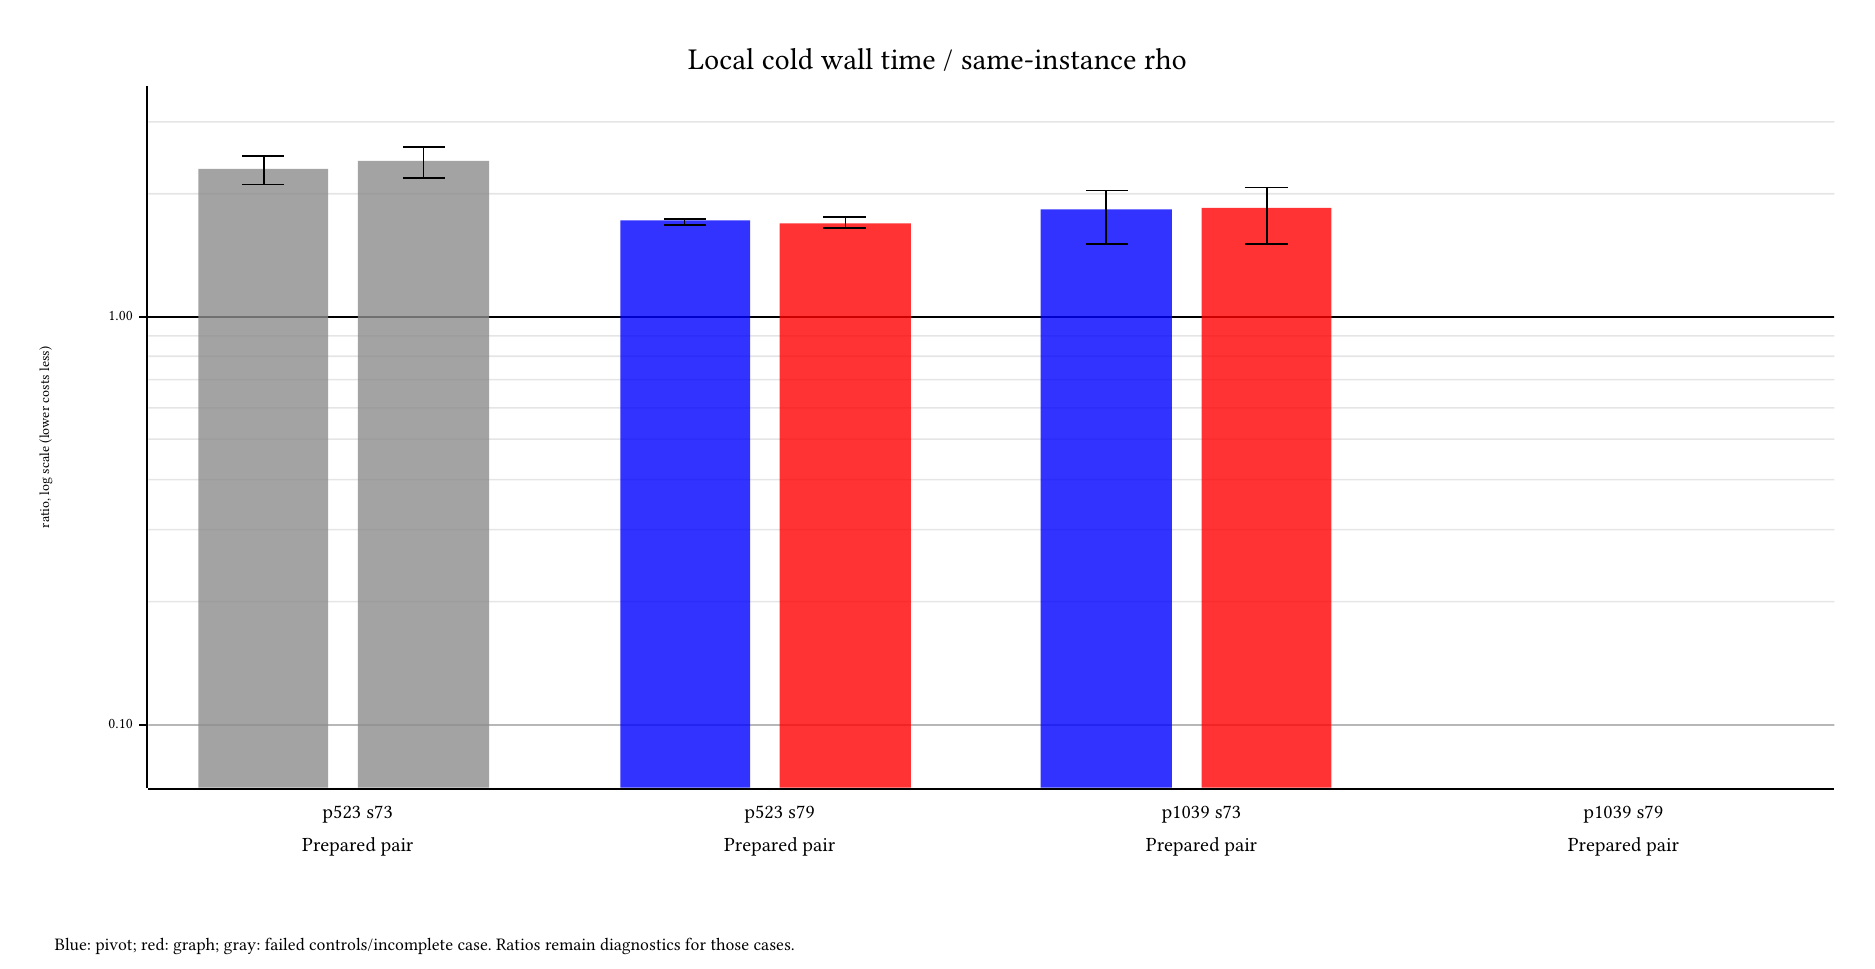 Local cold wall time / same-instance rho
1.00
0.10
ratio, log scale (lower costs less)
p523 s73
Prepared pair
p523 s79
Prepared pair
p1039 s73
Prepared pair
p1039 s79
Prepared pair
Blue: pivot; red: graph; gray: failed controls/incomplete case. Ratios remain diagnostics for those cases.